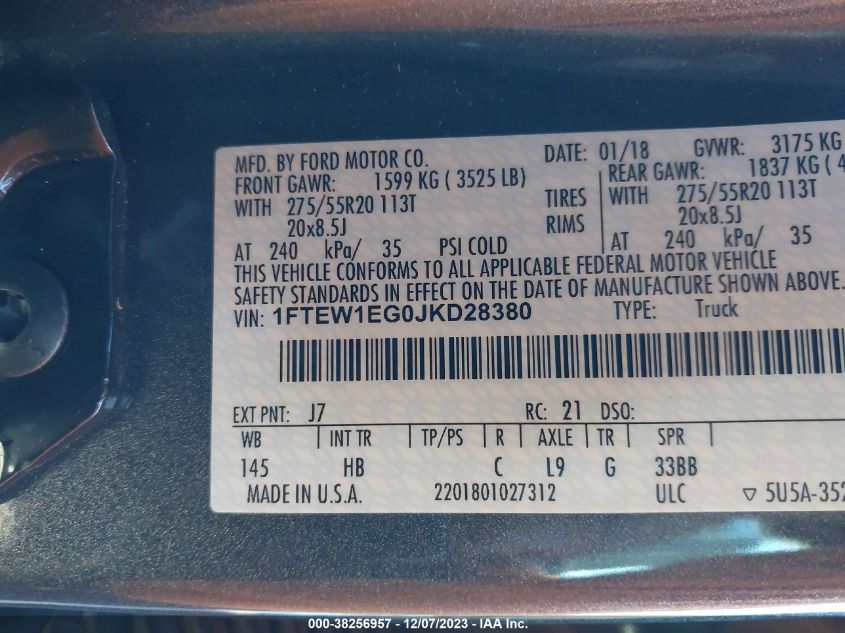 MFD. BY FORD MOTOR CO. DATE: 01/18 GVWR: 3175 KG
FRONT GAWR: 1599 KG ( 3525 LB) REAR GAWR: 1837 KG ( 4
WITH 275/55R20 113T TIRES WITH 275/55R20 113T
20x8.5J RIMS 20x8.5J
AT 240 kPa/ 35 PSI COLD AT 240 kPa/ 35
THIS VEHICLE CONFORMS TO ALL APPLICABLE FEDERAL MOTOR VEHICLE
SAFETY STANDARDS IN EFFECT ON THE DATE OF MANUFACTURE SHOWN ABOVE.
VIN: 1FTEW1EG0JKD28380 TYPE: Truck
EXT PNT: J7 RC: 21 DSO:
WB INT TR TP/PS R AXLE TR SPR
145 HB C L9 G 33BB
MADE IN U.S.A. 2201801027312 ULC ▽ 5U5A-352
000-38256957 - 12/07/2023 - IAA Inc.